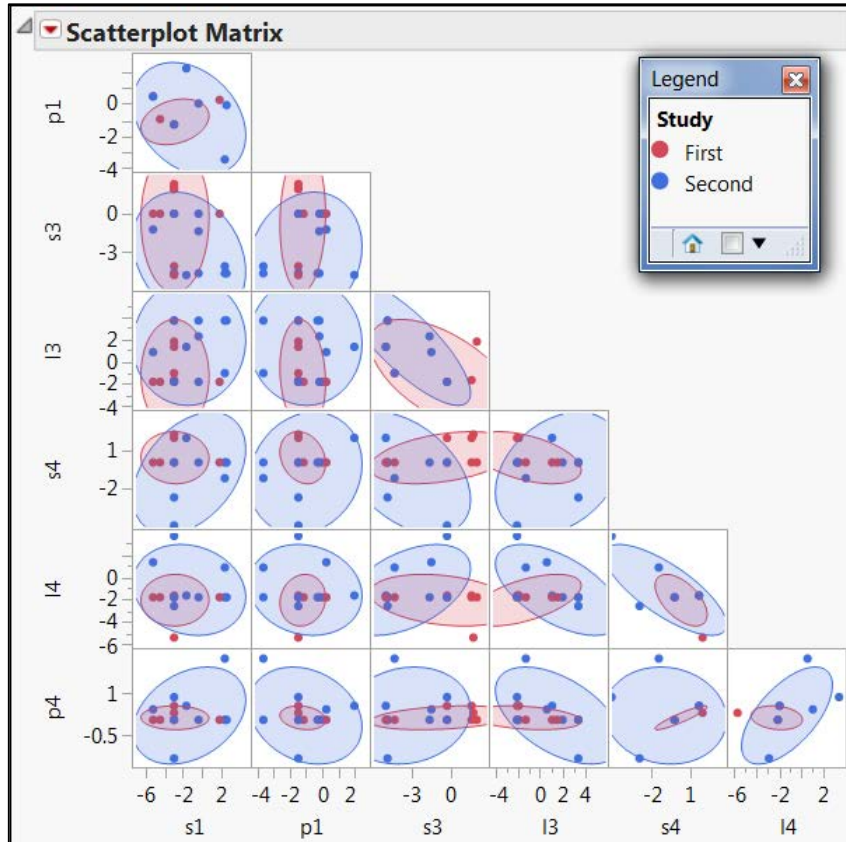 Scatterplot Matrix
Legend
Study
First
Second
p1
0
-2
-4
s3
0
-3
l3
2
0
-2
-4
s4
1
-2
l4
0
-2
-4
-6
p4
1
-0.5
-6 -2 2
-4 -2 0 2
-3 0
-4 0 2 4
-2 1
-6 -2 2
s1
p1
s3
l3
s4
l4